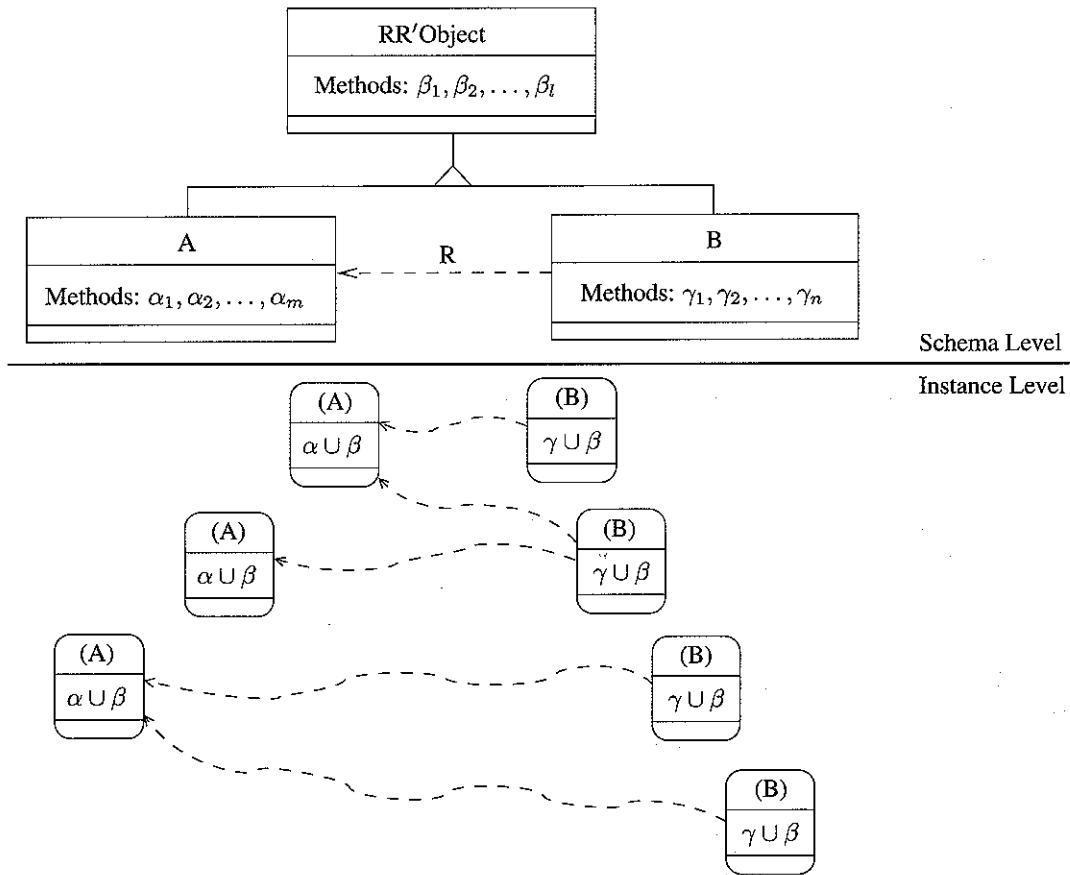 RR′Object
Methods: β₁, β₂, . . . , βₗ
A
R
B
Methods: α₁, α₂, . . . , αₘ
Methods: γ₁, γ₂, . . . , γₙ
Schema Level
Instance Level
(A)
α ∪ β
(B)
γ ∪ β
(A)
α ∪ β
(B)
γ ∪ β
(A)
α ∪ β
(B)
γ ∪ β
(B)
γ ∪ β